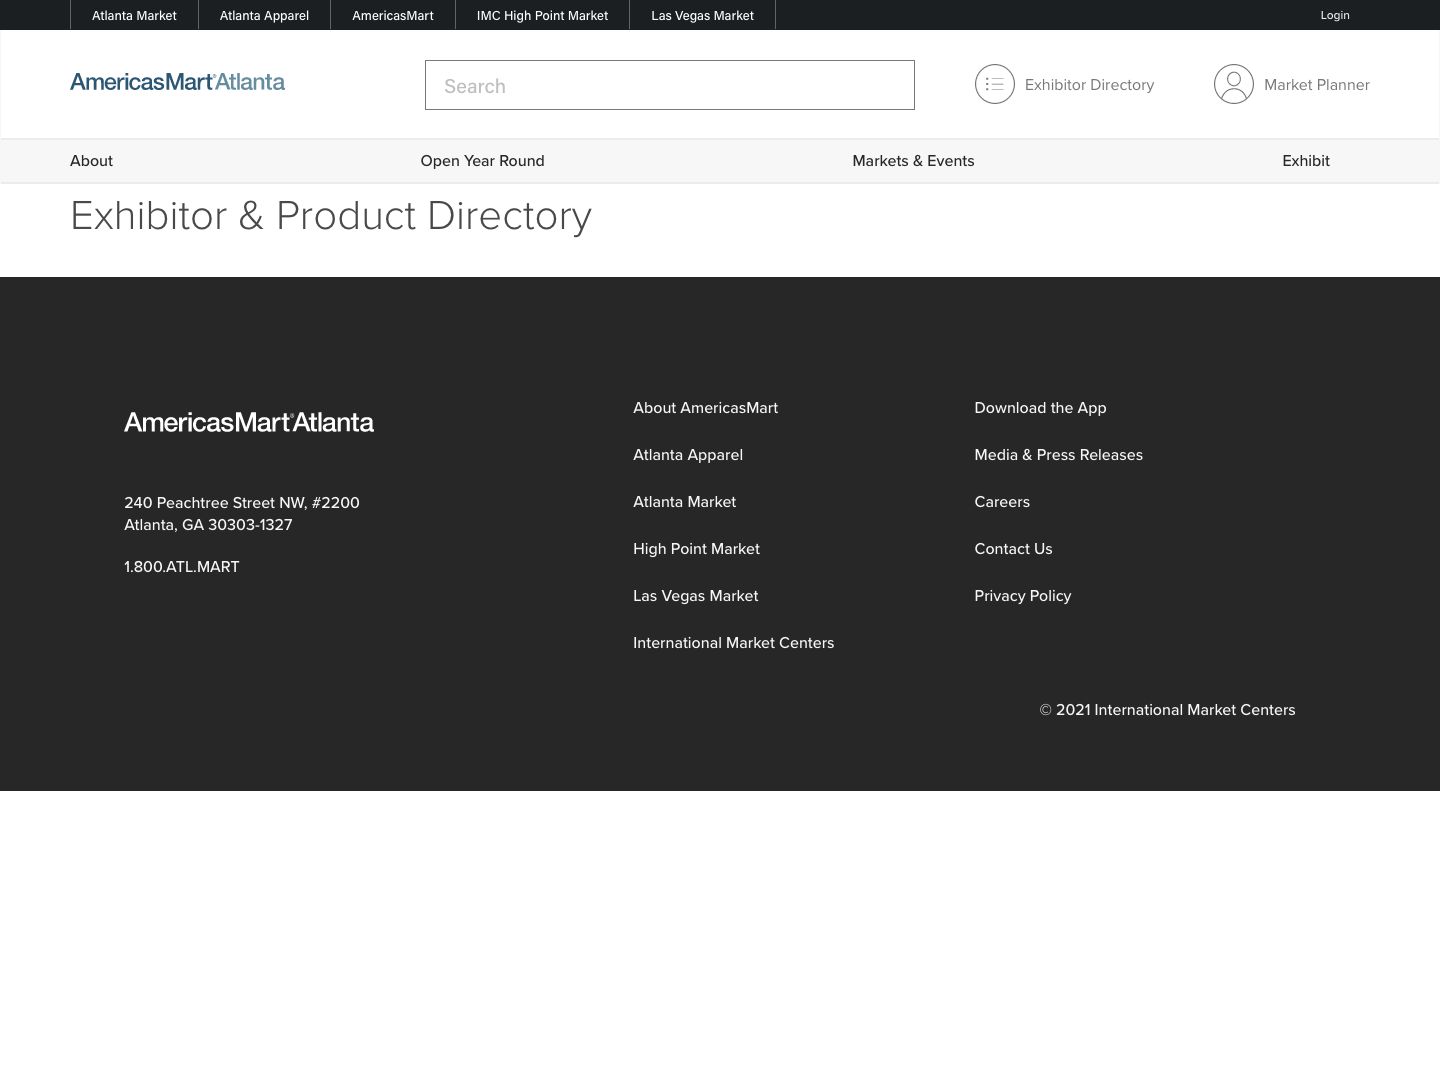 Atlanta Market
Atlanta Apparel
AmericasMart
IMC High Point Market
Las Vegas Market
Login
AmericasMart®Atlanta
Search
Exhibitor Directory
Market Planner
About
Open Year Round
Markets & Events
Exhibit
Exhibitor & Product Directory
AmericasMart®Atlanta
240 Peachtree Street NW, #2200
Atlanta, GA 30303-1327
1.800.ATL.MART
About AmericasMart
Atlanta Apparel
Atlanta Market
High Point Market
Las Vegas Market
International Market Centers
Download the App
Media & Press Releases
Careers
Contact Us
Privacy Policy
© 2021 International Market Centers